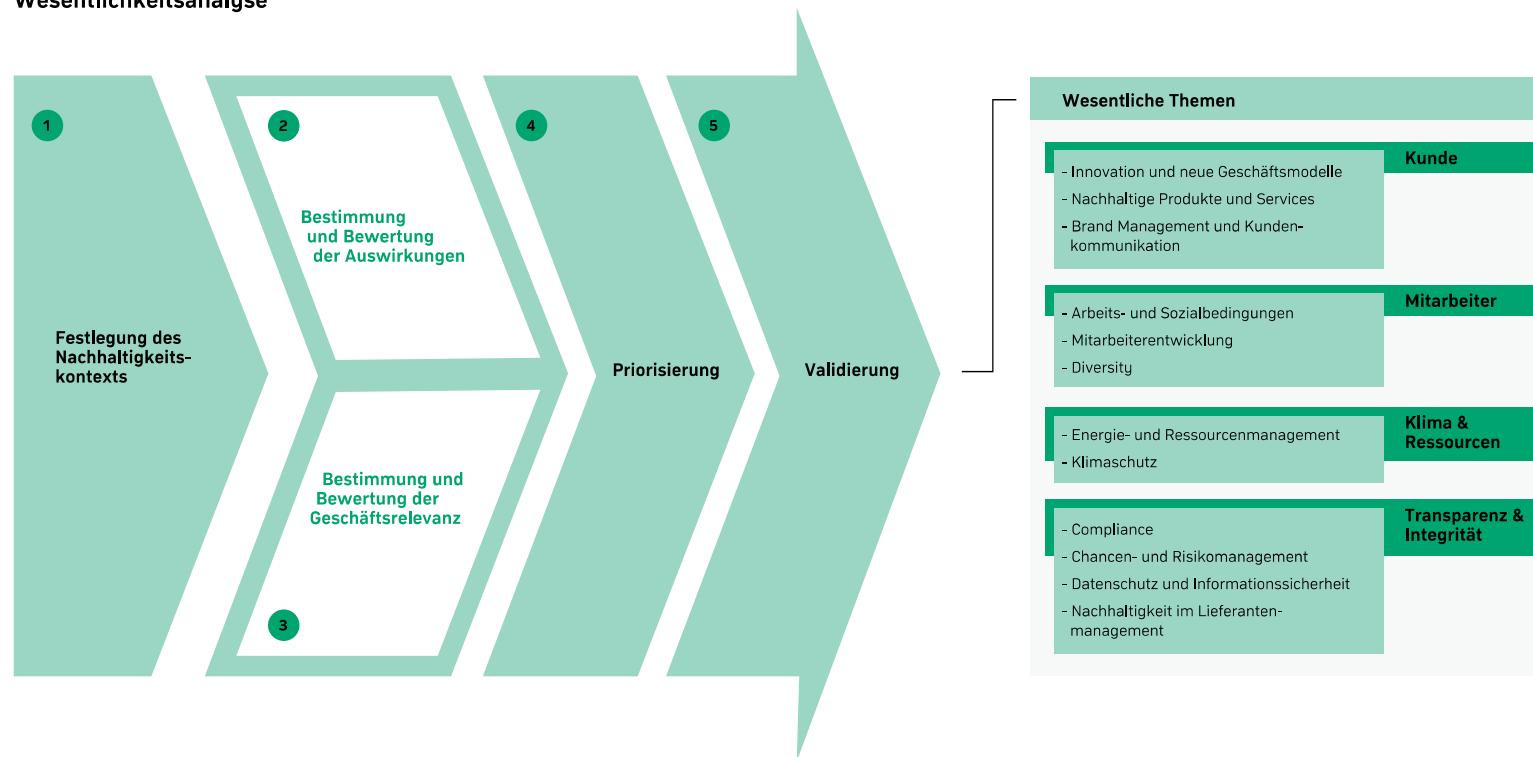 Wesentlichkeitsanalyse
1
Festlegung des
Nachhaltigkeits-
kontexts
2
Bestimmung
und Bewertung
der Auswirkungen
Bestimmung und
Bewertung der
Geschäftsrelevanz
3
4
Priorisierung
5
Validierung
Wesentliche Themen
Kunde
- Innovation und neue Geschäftsmodelle
- Nachhaltige Produkte und Services
- Brand Management und Kunden-
kommunikation
Mitarbeiter
- Arbeits- und Sozialbedingungen
- Mitarbeiterentwicklung
- Diversity
Klima &
Ressourcen
- Energie- und Ressourcenmanagement
- Klimaschutz
Transparenz &
Integrität
- Compliance
- Chancen- und Risikomanagement
- Datenschutz und Informationssicherheit
- Nachhaltigkeit im Lieferanten-
management